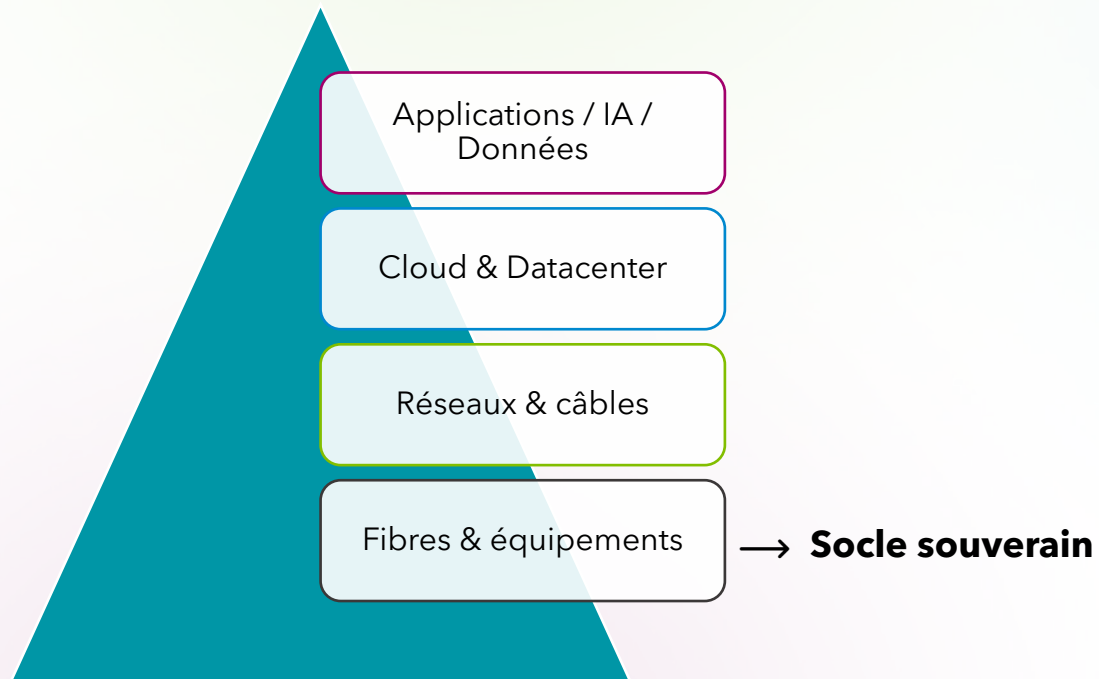 Applications / IA /
Données
Cloud & Datacenter
Réseaux & câbles
Fibres & équipements
Socle souverain